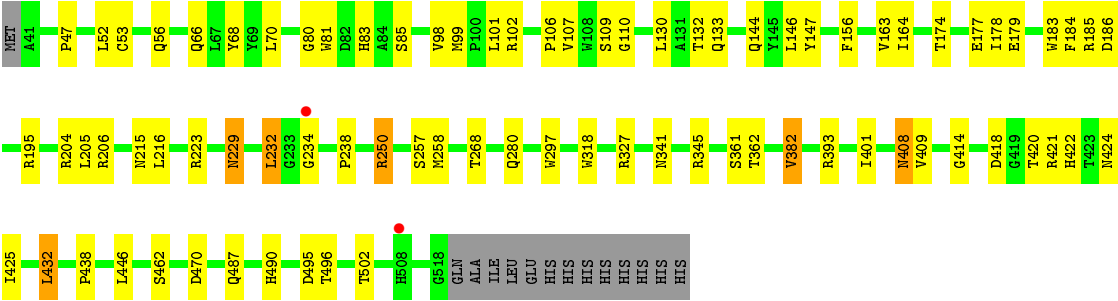 MET A41 P47 L52 C53 Q56 Q66 L67 Y68 Y69 L70 G80 W81 D82 H83 A84 S85 V98 M99 P100 L101 R102 P106 V107 W108 S109 G110 L130 A131 T132 Q133 Q144 Y145 L146 Y147 F156 V163 I164 T174 E177 I178 E179 W183 F184 R185 D186
R195 R204 L205 R206 N215 L216 R223 N229 L232 G233 G234 P238 R250 S257 M258 T268 Q280 W297 W318 R327 N341 R345 S361 T362 V382 R393 I401 N408 V409 G414 D418 G419 T420 R421 H422 T423 N424
I425 L432 P438 L446 S462 D470 Q487 H490 D495 T496 T502 H508 G518 GLN ALA ILE LEU GLU HIS HIS HIS HIS HIS HIS